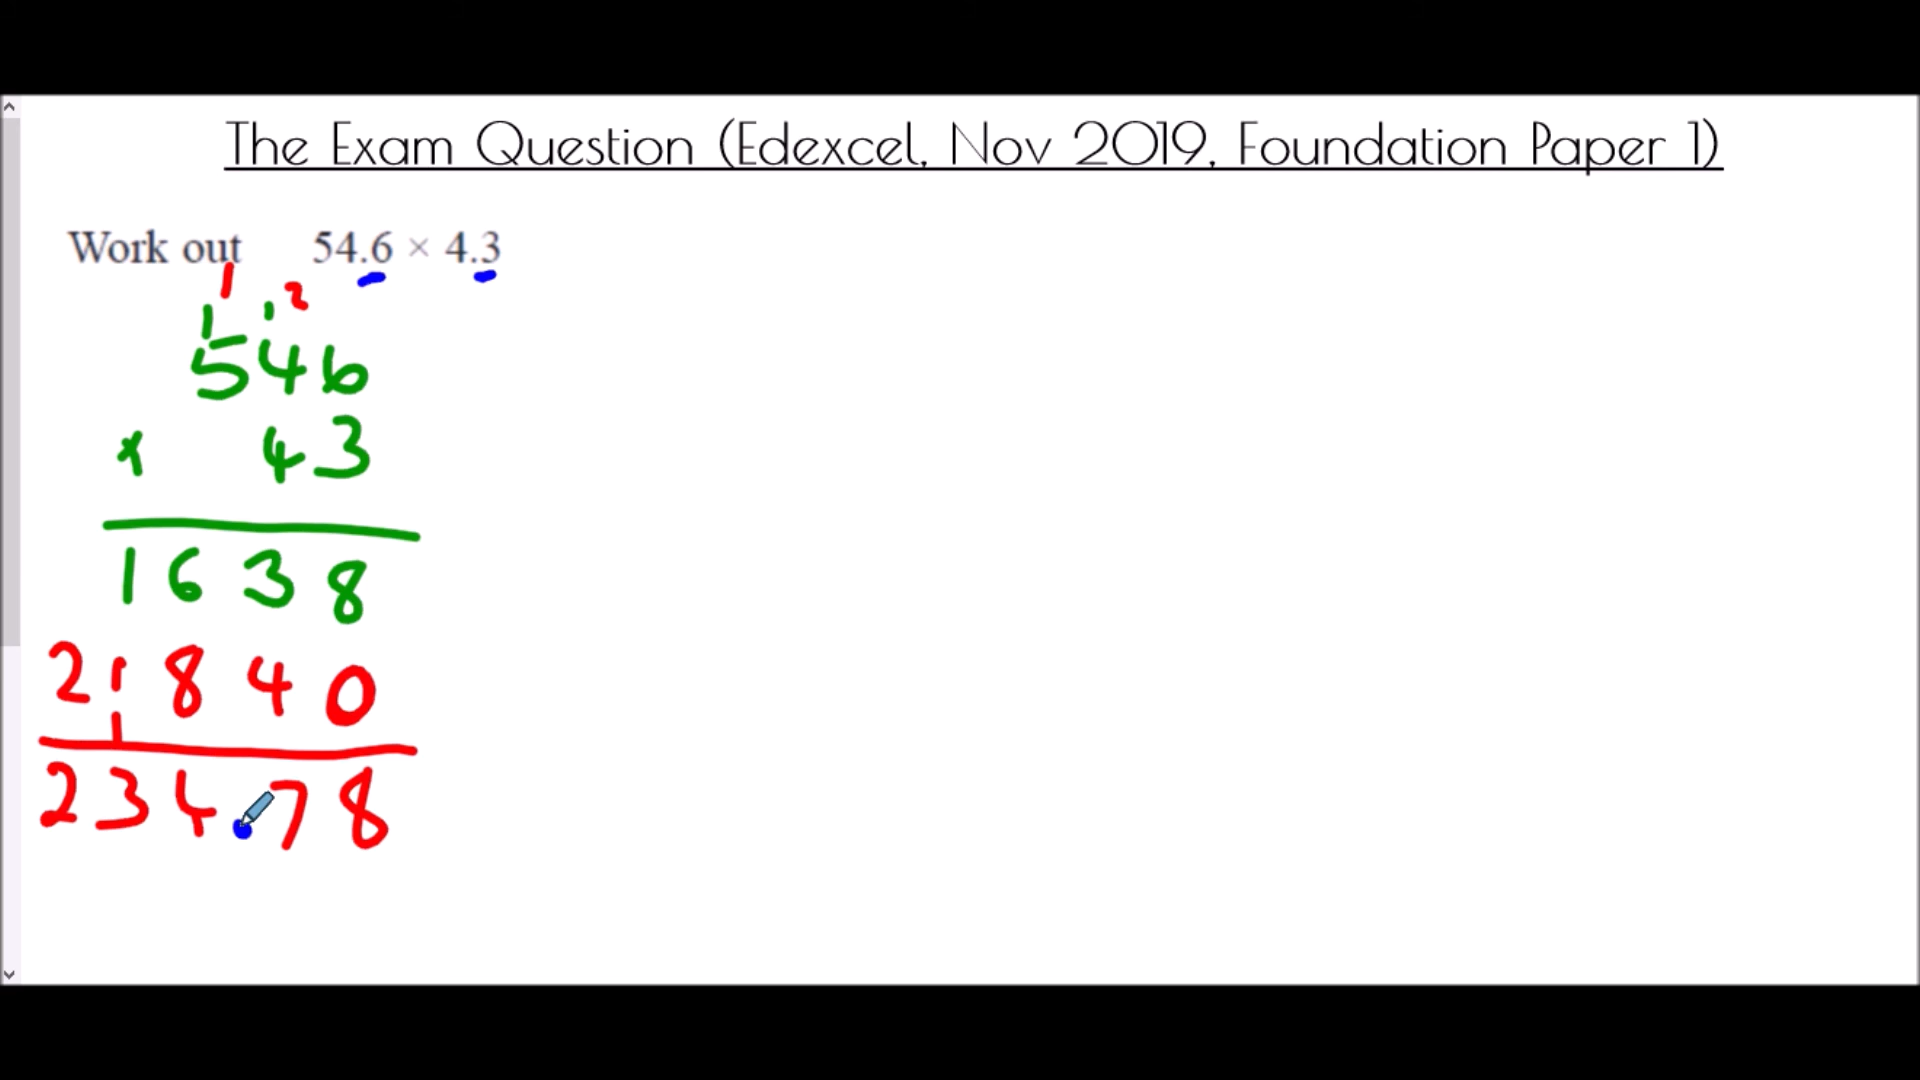 The Exam Question (Edexcel, Nov 2019, Foundation Paper 1)
Work out 54.6 × 4.3
1
1 1 2
546
× 43
1638
21840
1
234.78